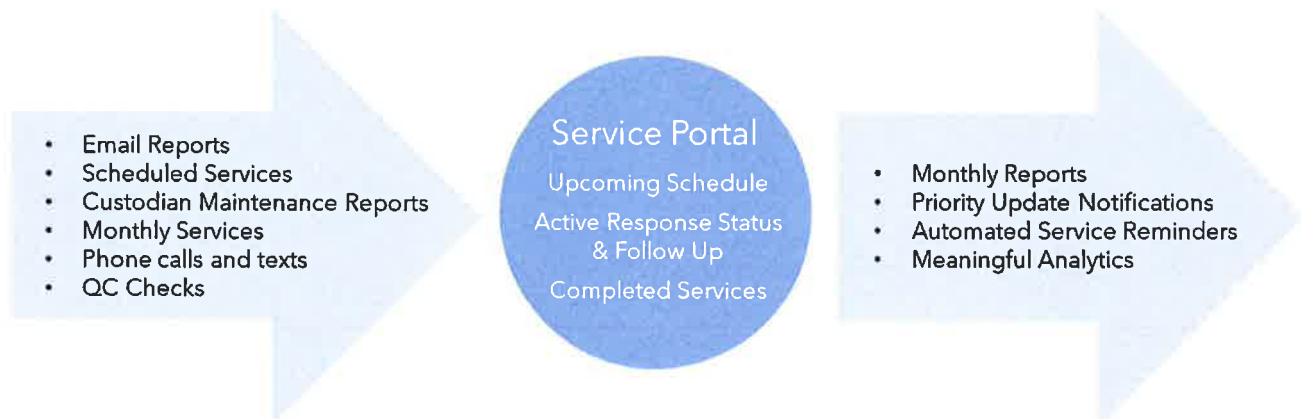 • Email Reports
• Scheduled Services
• Custodian Maintenance Reports
• Monthly Services
• Phone calls and texts
• QC Checks
Service Portal
Upcoming Schedule
Active Response Status
& Follow Up
Completed Services
• Monthly Reports
• Priority Update Notifications
• Automated Service Reminders
• Meaningful Analytics